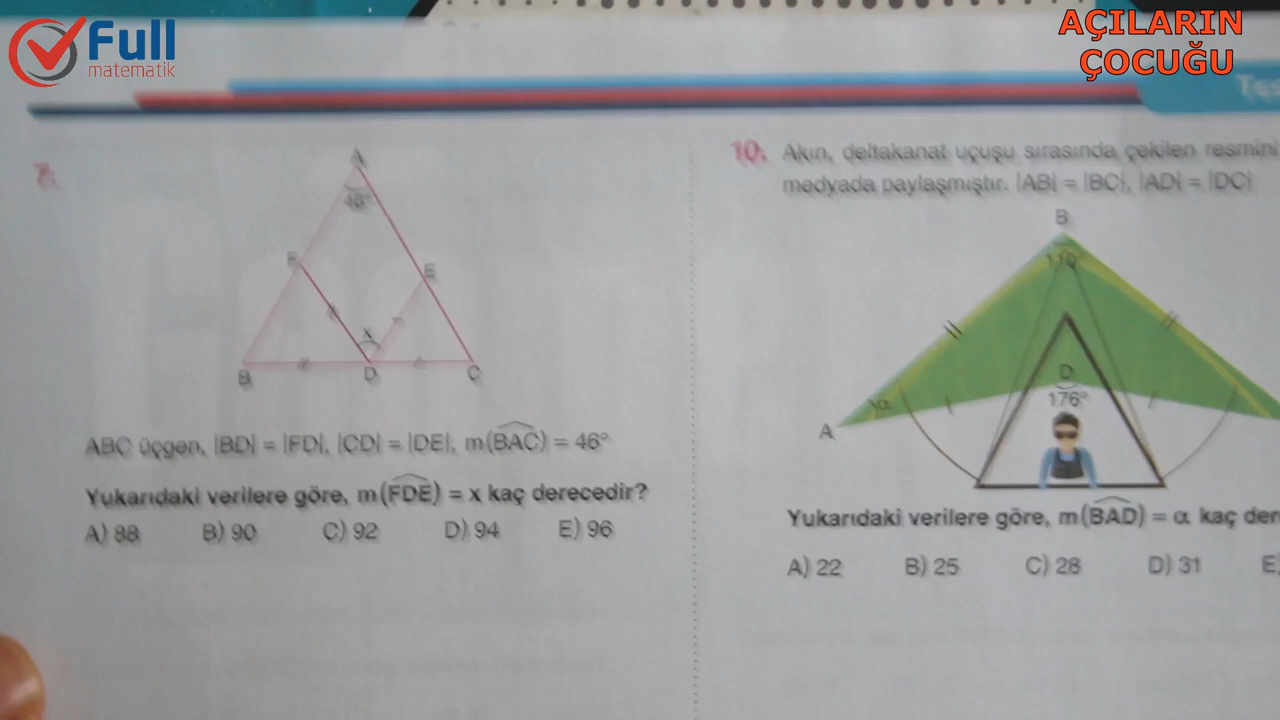 Full
matematik
AÇILARIN
ÇOCUĞU
7.
A
46°
F
E
x
B
D
C
ABC üçgen, |BD| = |FD|, |CD| = |DE|, m(BAC) = 46°
Yukarıdaki verilere göre, m(FDE) = x kaç derecedir?
A) 88 B) 90 C) 92 D) 94 E) 96
10. Akın, deltakanat uçuşu sırasında çekilen resmini
medyada paylaşmıştır. |AB| = |BC|, |AD| = |DC|
B
D
176°
α
A
Yukarıdaki verilere göre, m(BAD) = α kaç der
A) 22 B) 25 C) 28 D) 31 E)